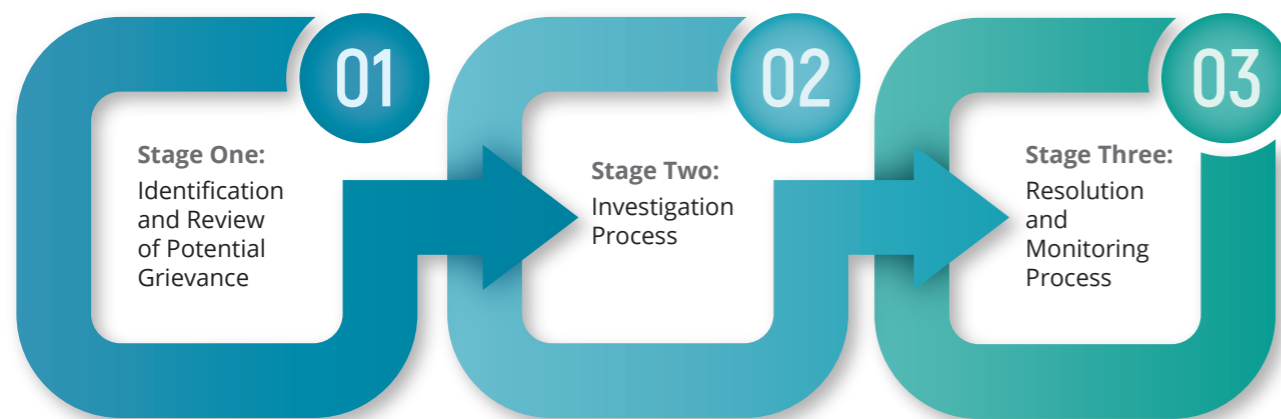 01
Stage One:
Identification
and Review
of Potential
Grievance
02
Stage Two:
Investigation
Process
03
Stage Three:
Resolution
and
Monitoring
Process